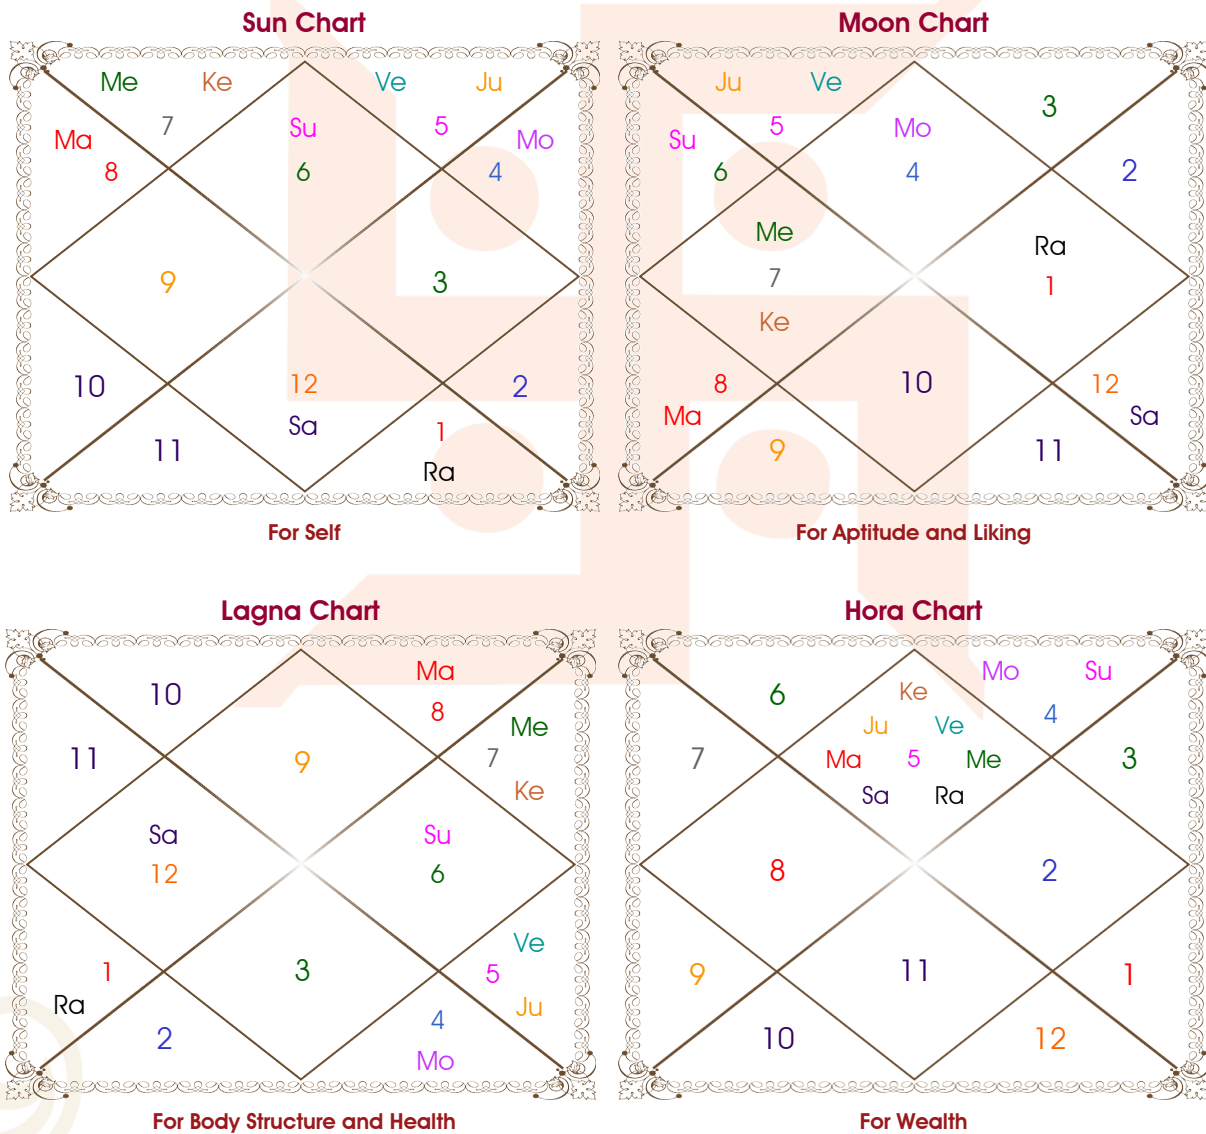 Sun Chart
Me Ke Ve Ju
7 Su 5
Ma Mo
8 6 4
9 3
10 12 2
Sa 1
11
Ra
For Self
Moon Chart
Ju Ve 3
5 Mo
Su
6 4 2
Me Ra
7 1
Ke
8 10 12
Ma Sa
9 11
For Aptitude and Liking
Lagna Chart
10 Ma
8
Me
11 9 7
Ke
Sa Su
12 6
Ve
1 3 5
Ra Ju
2 4
Mo
For Body Structure and Health
Hora Chart
6 Ke Mo Su
Ju Ve 4
7 Ma 5 Me 3
Sa Ra
8 2
9 11 1
10 12
For Wealth